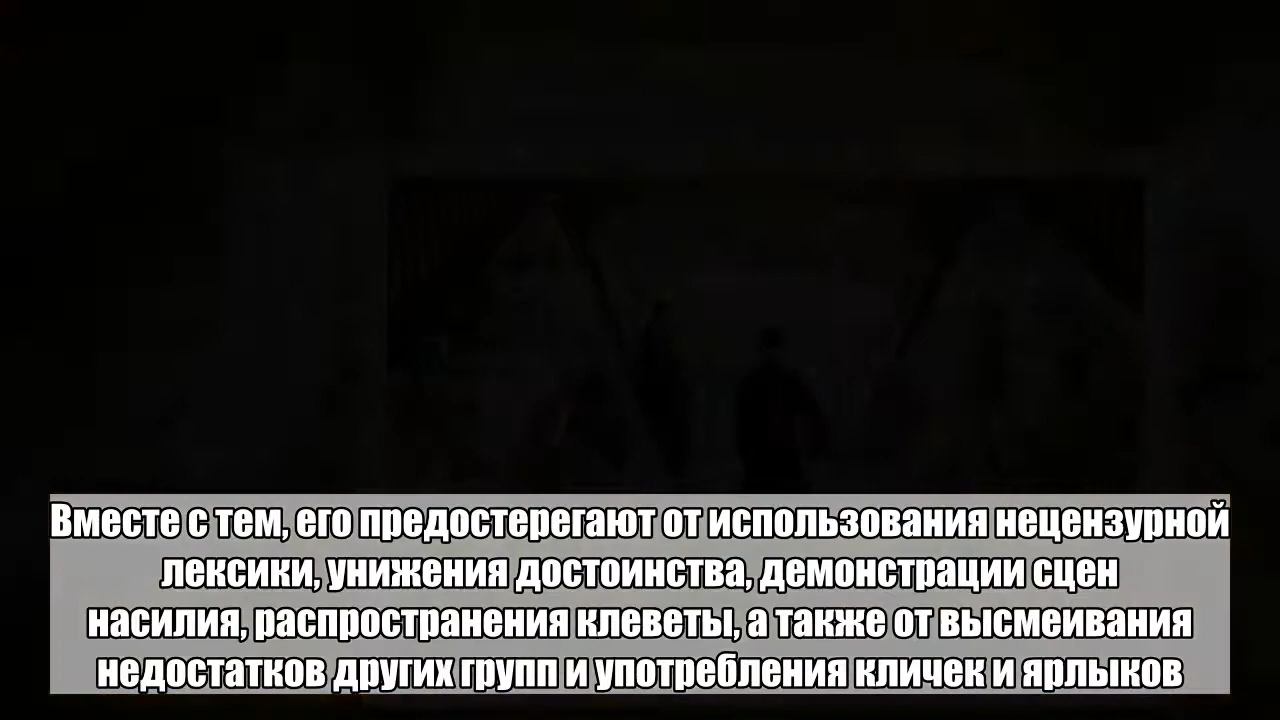 Вместе с тем, его предостерегают от использования нецензурной
лексики, унижения достоинства, демонстрации сцен
насилия, распространения клеветы, а также от высмеивания
недостатков других групп и употребления кличек и ярлыков